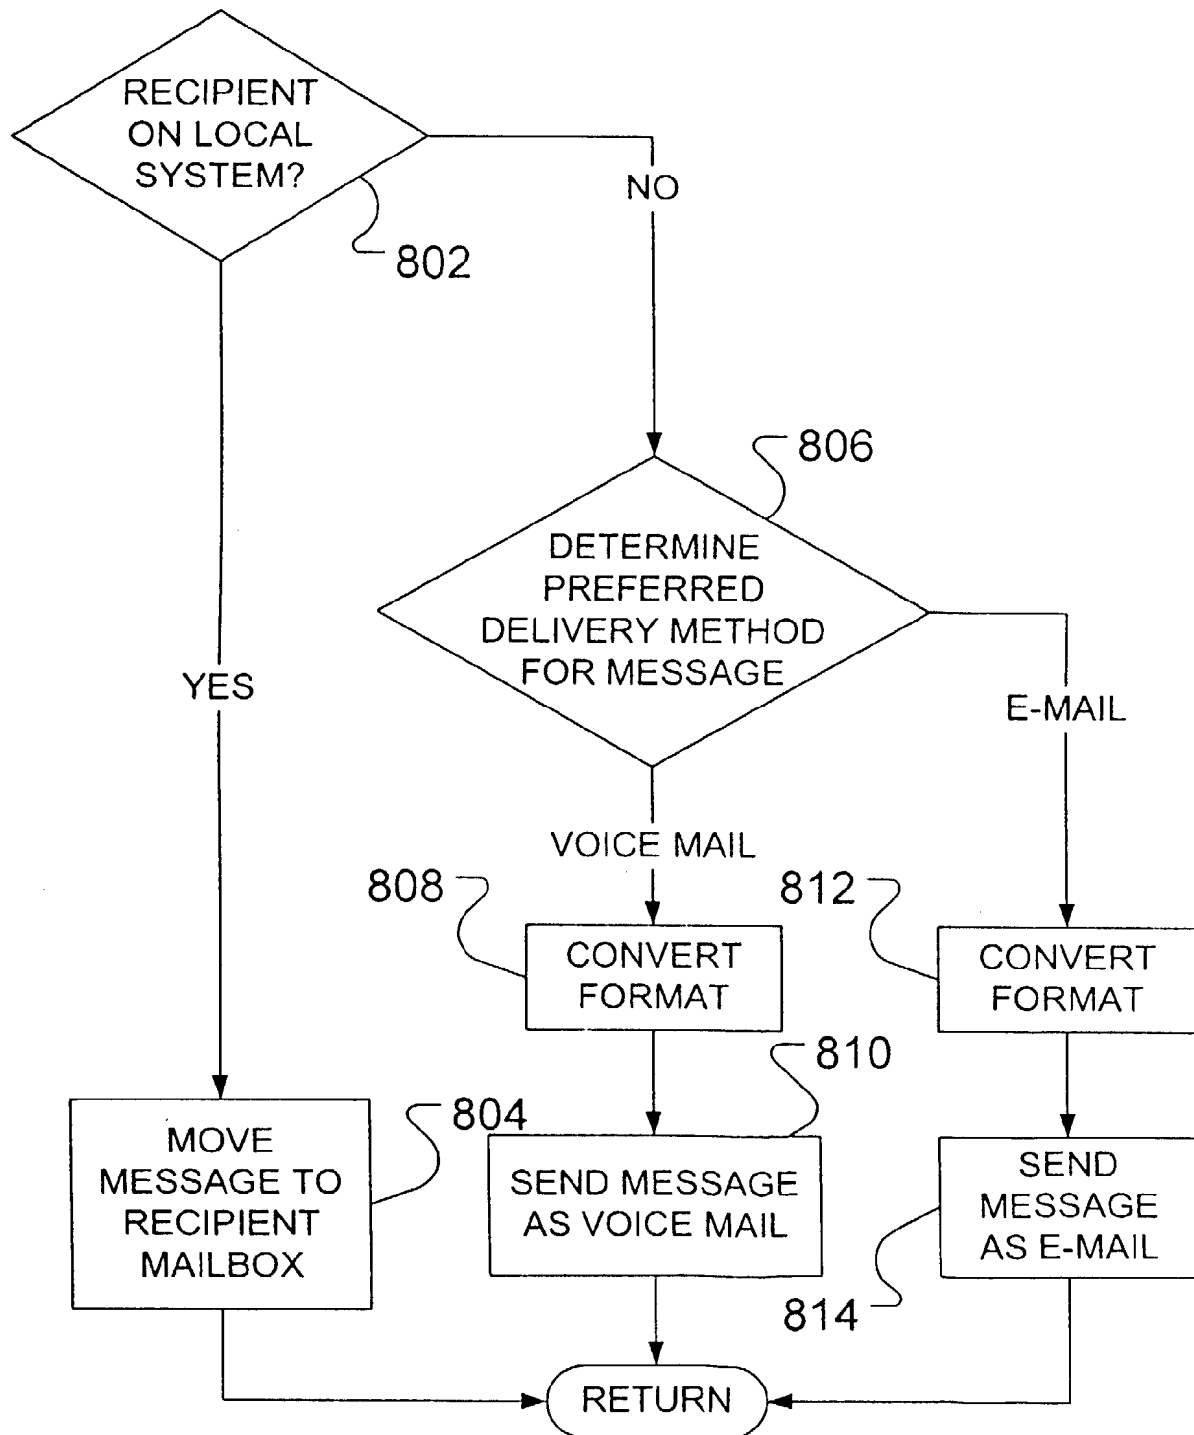 RECIPIENT
ON LOCAL
SYSTEM?
NO
802
806
DETERMINE
PREFERRED
DELIVERY METHOD
FOR MESSAGE
YES
E-MAIL
VOICE MAIL
808
812
CONVERT
FORMAT
CONVERT
FORMAT
810
804
MOVE
MESSAGE TO
RECIPIENT
MAILBOX
SEND MESSAGE
AS VOICE MAIL
SEND
MESSAGE
AS E-MAIL
814
RETURN